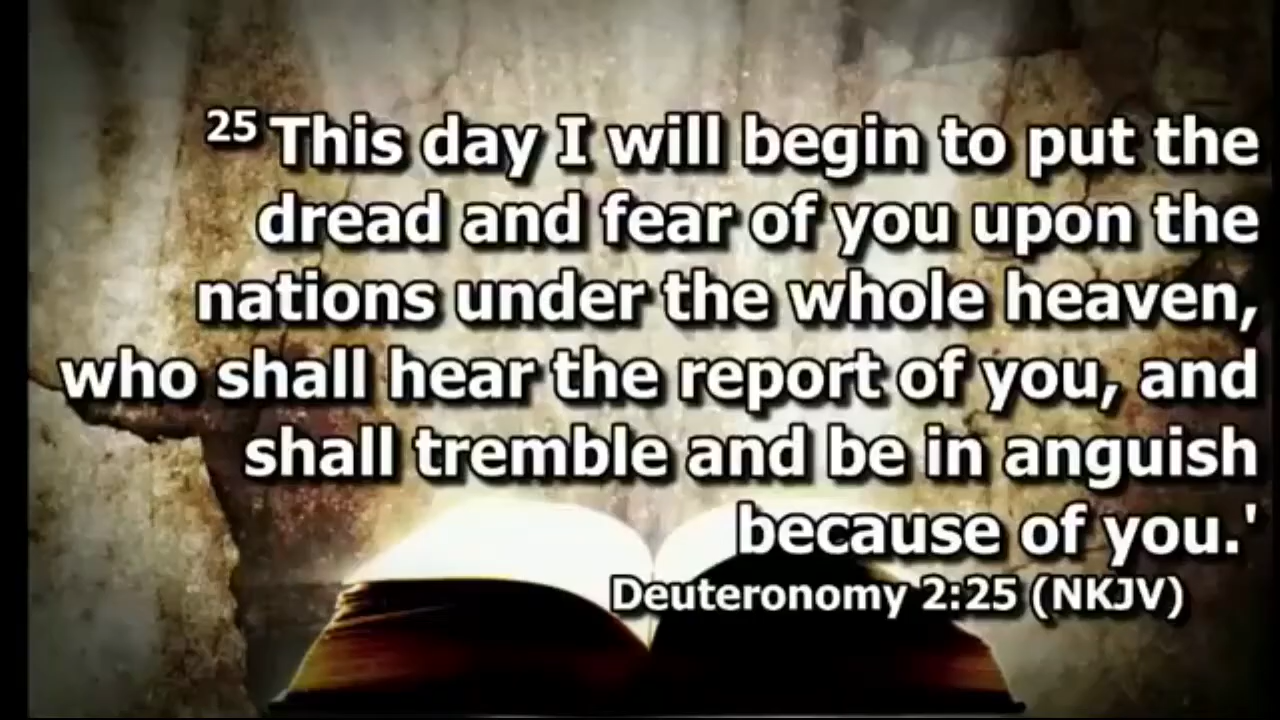 25 This day I will begin to put the
dread and fear of you upon the
nations under the whole heaven,
who shall hear the report of you, and
shall tremble and be in anguish
because of you.'
Deuteronomy 2:25 (NKJV)